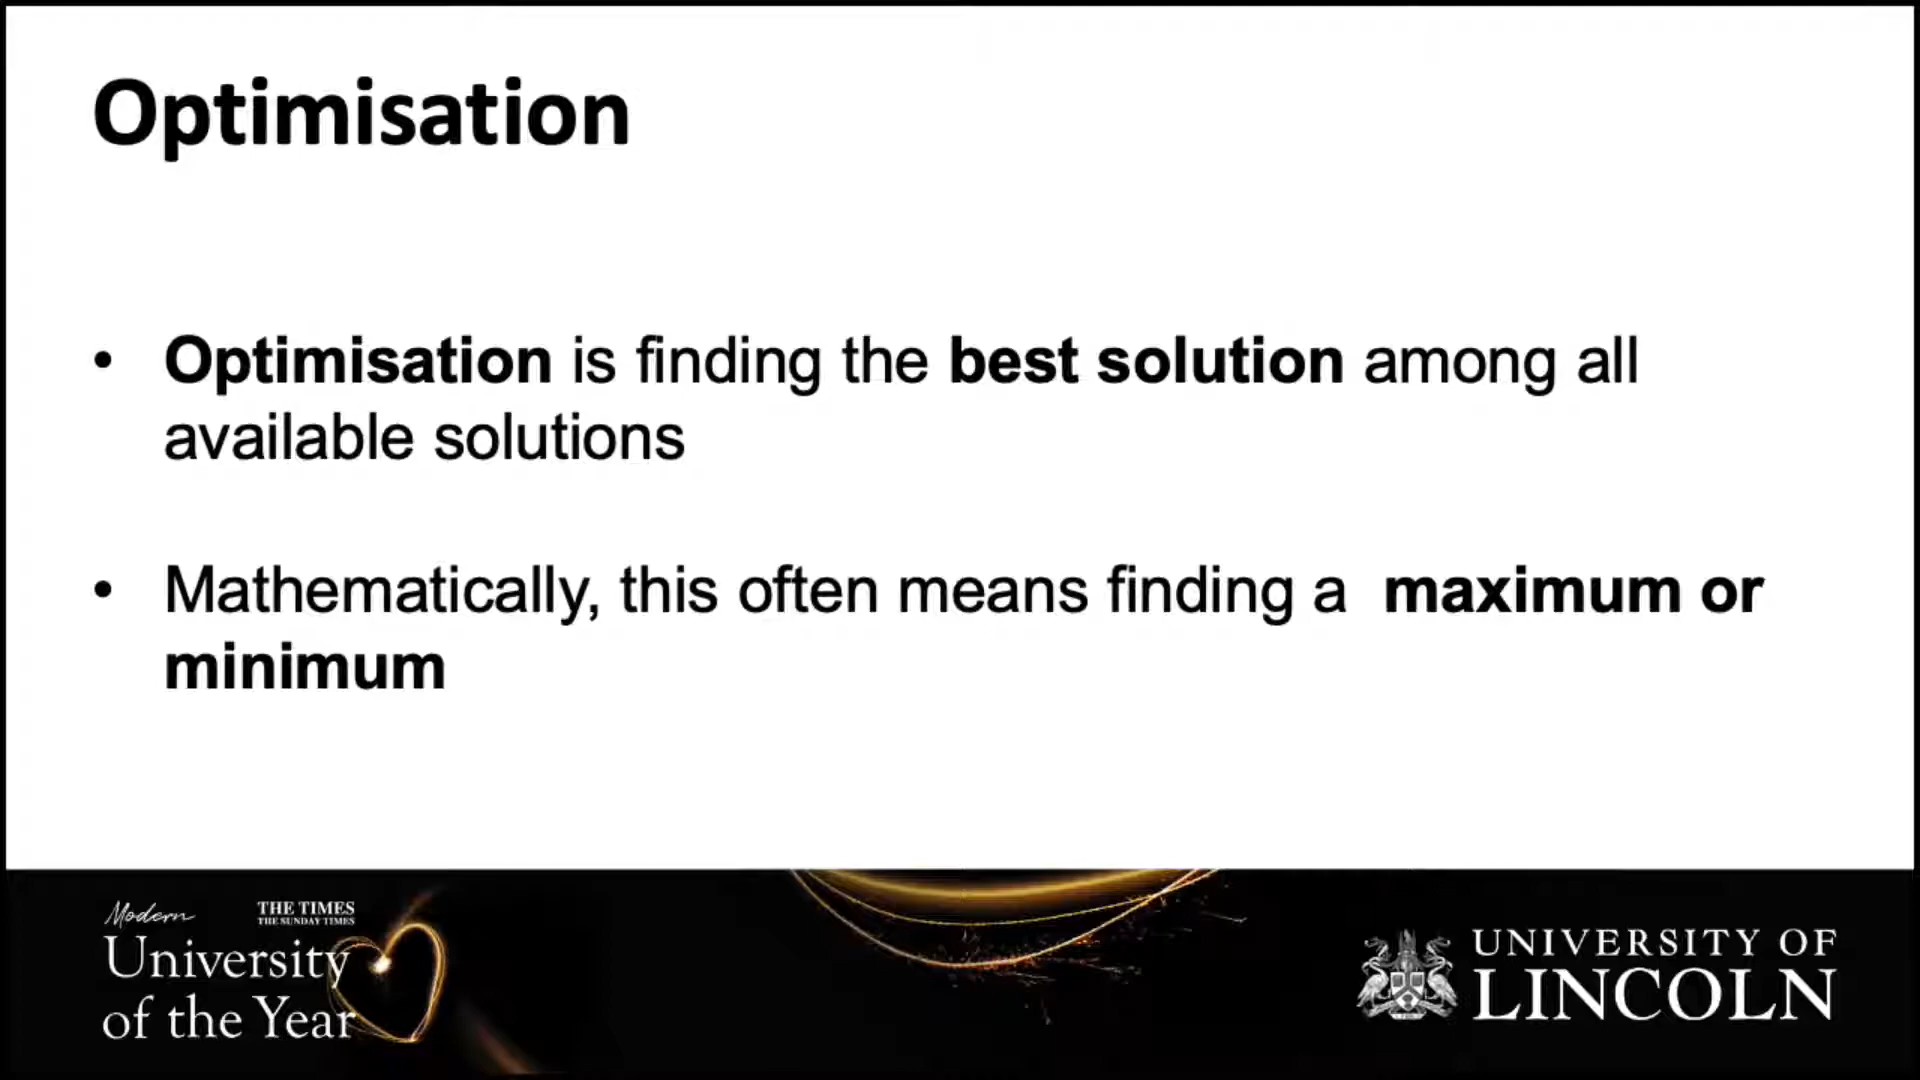 Optimisation
• Optimisation is finding the best solution among all
available solutions
• Mathematically, this often means finding a maximum or
minimum
Modern
THE TIMES
THE SUNDAY TIMES
University
of the Year
UNIVERSITY OF
LINCOLN